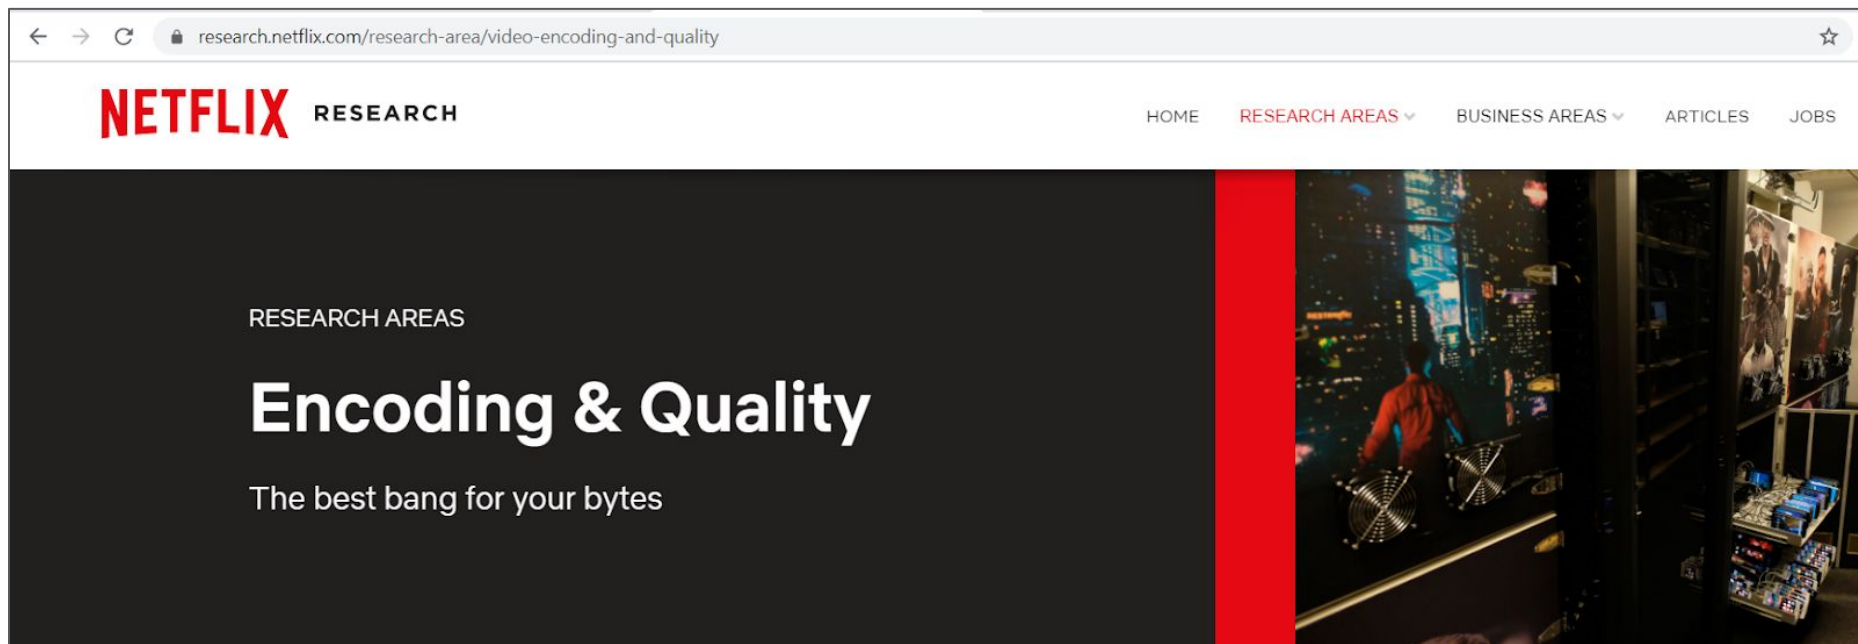 research.netflix.com/research-area/video-encoding-and-quality
NETFLIX RESEARCH
HOME RESEARCH AREAS BUSINESS AREAS ARTICLES JOBS
RESEARCH AREAS
Encoding & Quality
The best bang for your bytes